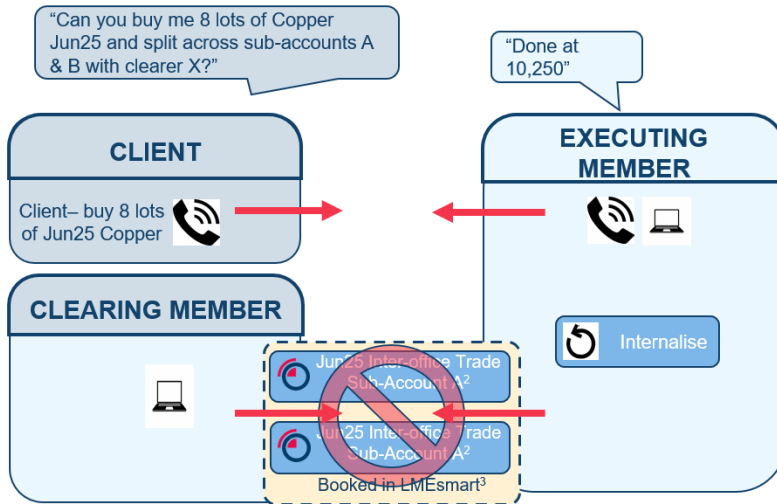 “Can you buy me 8 lots of Copper
Jun25 and split across sub-accounts A
& B with clearer X?”
“Done at
10,250”
CLIENT
EXECUTING
MEMBER
Client– buy 8 lots
of Jun25 Copper
CLEARING MEMBER
Internalise
Jun25 Inter-office Trade
Sub-Account A²
Jun25 Inter-office Trade
Sub-Account A²
Booked in LMEsmart³